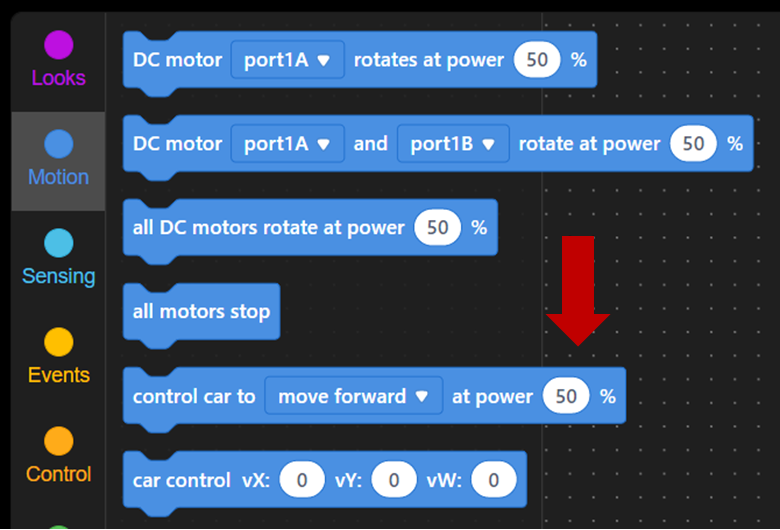 Looks
Motion
Sensing
Events
Control
DC motor port1A rotates at power 50 %
DC motor port1A and port1B rotate at power 50 %
all DC motors rotate at power 50 %
all motors stop
control car to move forward at power 50 %
car control vX: 0 vY: 0 vW: 0